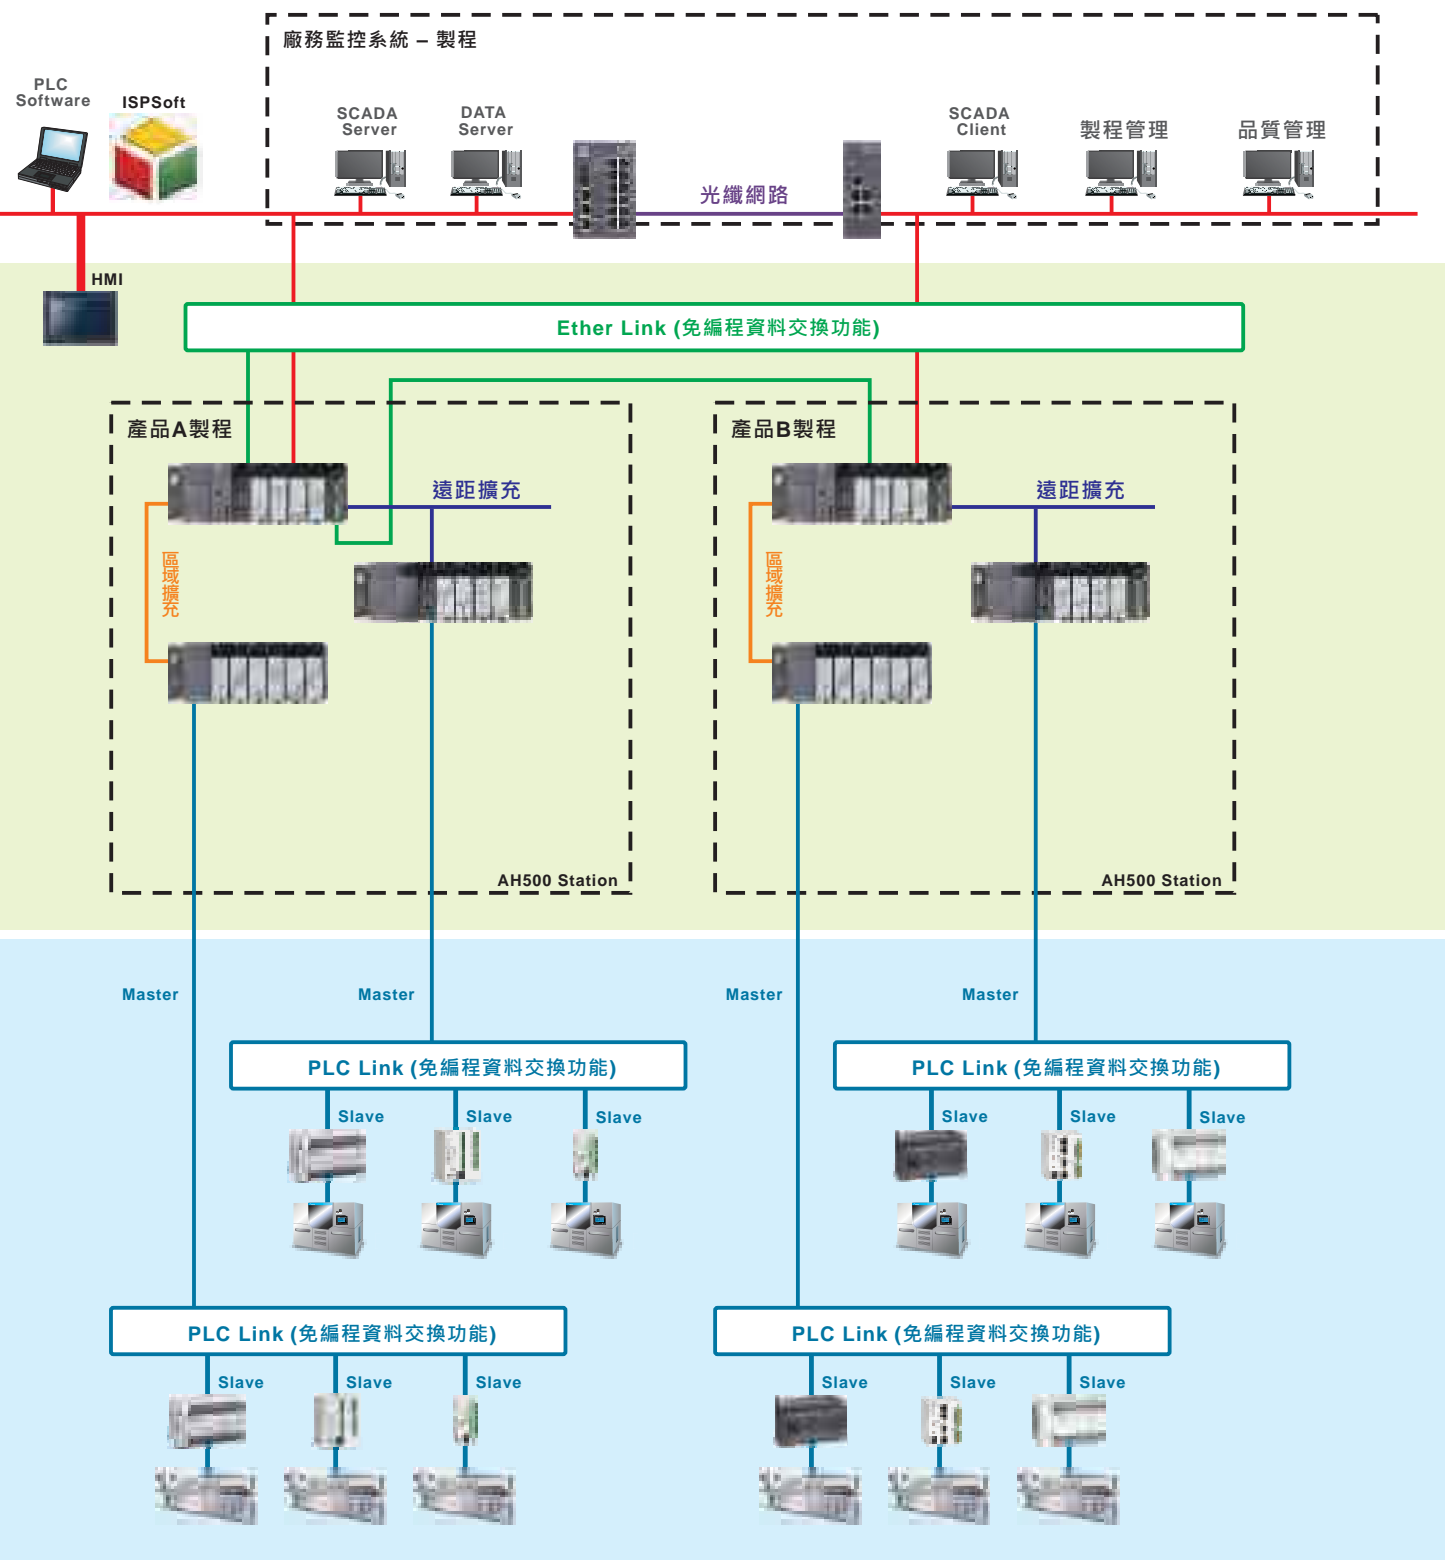 廠務監控系統 – 製程
PLC
Software
ISPSoft
SCADA
Server
DATA
Server
SCADA
Client
製程管理
品質管理
光纖網路
HMI
Ether Link (免編程資料交換功能)
產品A製程
產品B製程
遠距擴充
遠距擴充
區域擴充
區域擴充
AH500 Station
AH500 Station
Master
Master
Master
Master
PLC Link (免編程資料交換功能)
PLC Link (免編程資料交換功能)
Slave
Slave
Slave
Slave
Slave
Slave
PLC Link (免編程資料交換功能)
PLC Link (免編程資料交換功能)
Slave
Slave
Slave
Slave
Slave
Slave